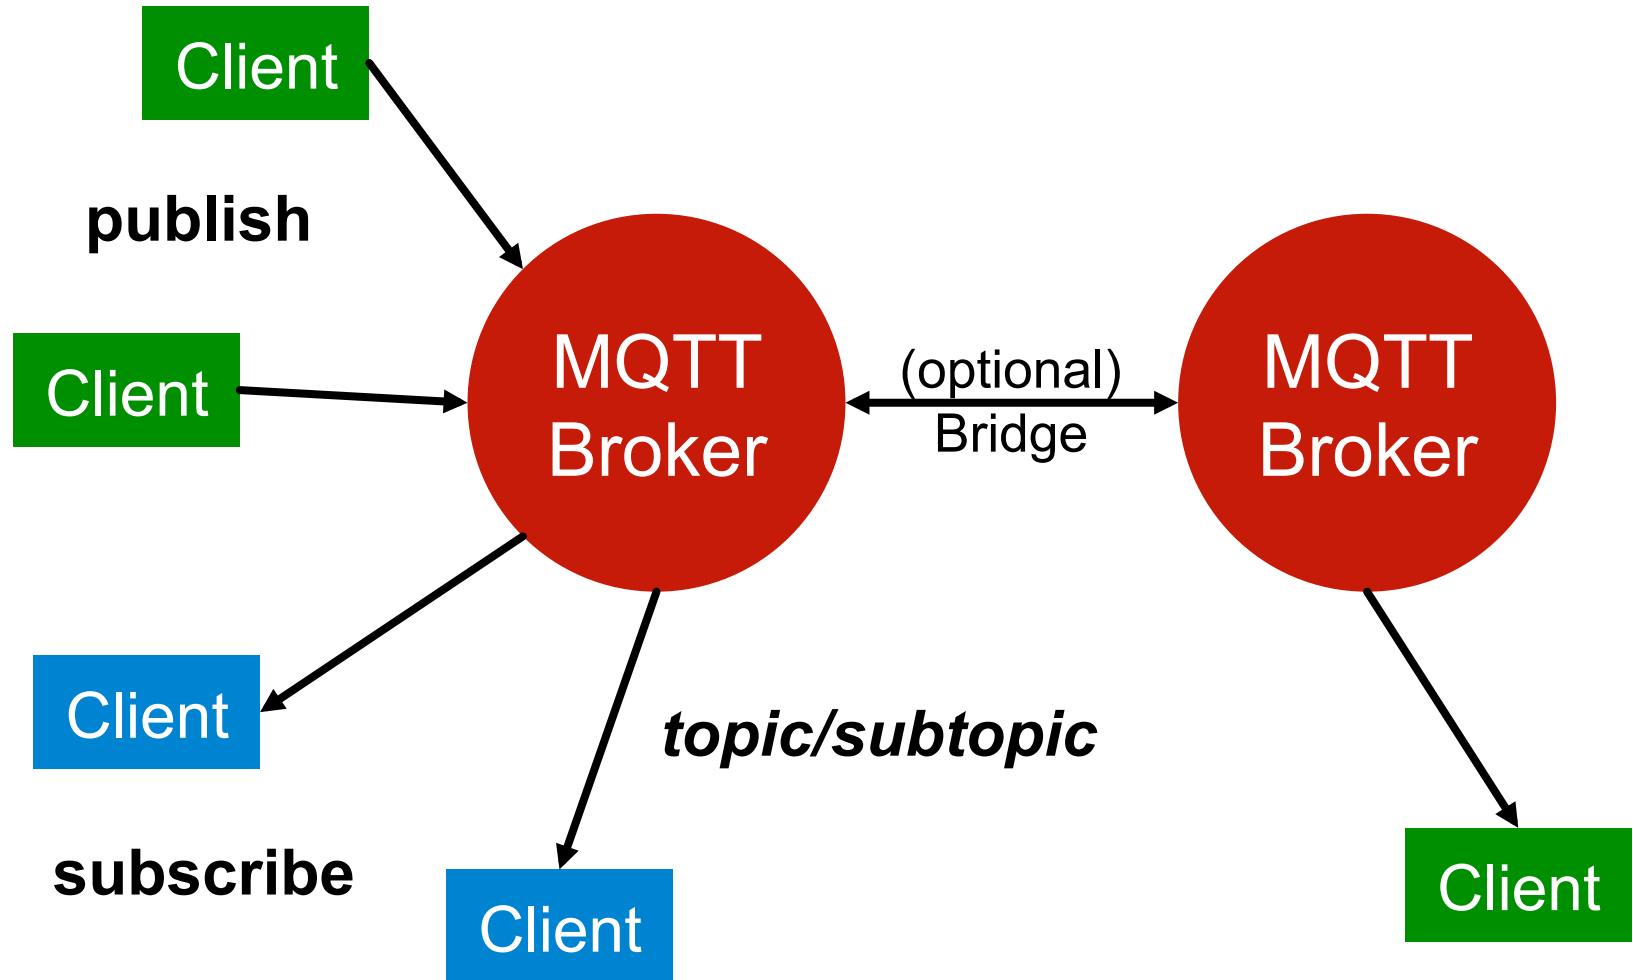 Client
publish
Client
MQTT
Broker
(optional)
Bridge
MQTT
Broker
Client
topic/subtopic
subscribe
Client
Client